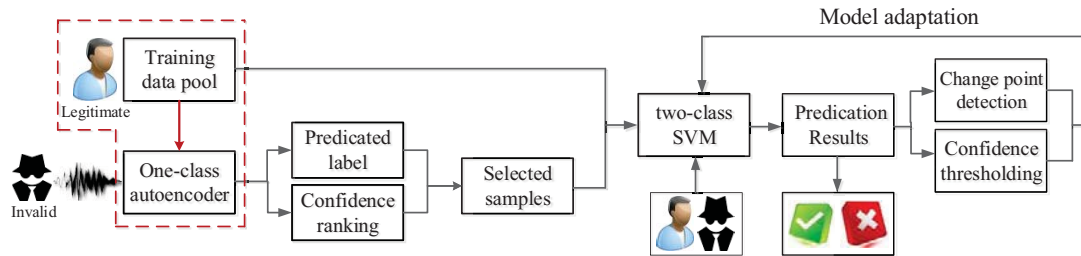 Model adaptation
Training
data pool
Legitimate
One-class
autoencoder
Invalid
Predicated
label
Confidence
ranking
Selected
samples
two-class
SVM
Predication
Results
Change point
detection
Confidence
thresholding